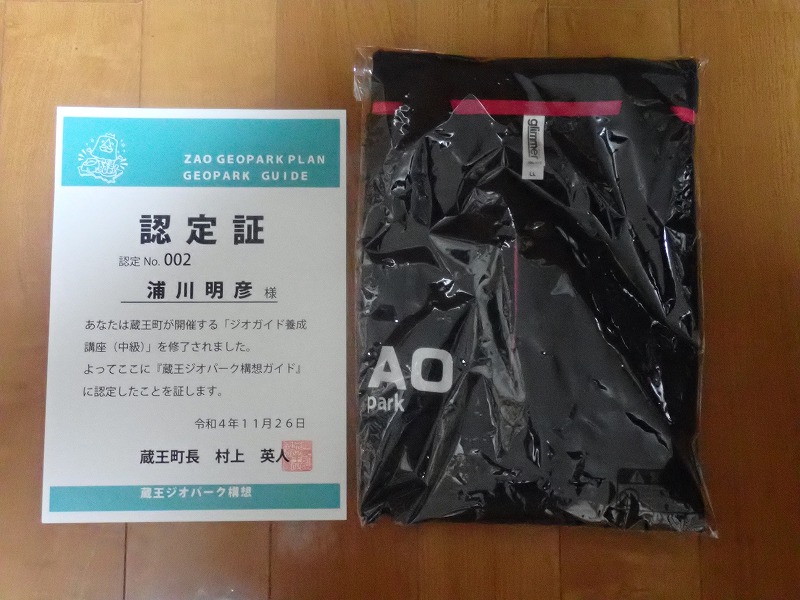 ZAO GEOPARK PLAN
GEOPARK GUIDE
認定証
認定 No. 002
浦川明彦 様
あなたは蔵王町が開催する「ジオガイド養成
講座（中級）」を修了されました。
よってここに『蔵王ジオパーク構想ガイド』
に認定したことを証します。
令和４年１１月２６日
蔵王町長 村上 英人
蔵王ジオパーク構想
glimmer
AO
park